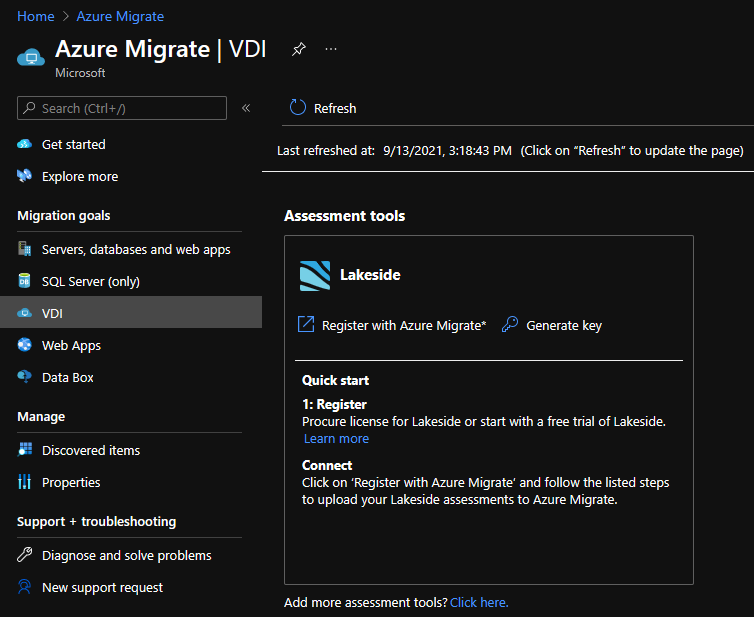 Home > Azure Migrate
Azure Migrate | VDI
Microsoft
Search (Ctrl+/)
Get started
Explore more
Migration goals
Servers, databases and web apps
SQL Server (only)
VDI
Web Apps
Data Box
Manage
Discovered items
Properties
Support + troubleshooting
Diagnose and solve problems
New support request
Refresh
Last refreshed at: 9/13/2021, 3:18:43 PM (Click on “Refresh” to update the page)
Assessment tools
Lakeside
Register with Azure Migrate* Generate key
Quick start
1: Register
Procure license for Lakeside or start with a free trial of Lakeside.
Learn more
Connect
Click on ‘Register with Azure Migrate’ and follow the listed steps
to upload your Lakeside assessments to Azure Migrate.
Add more assessment tools? Click here.